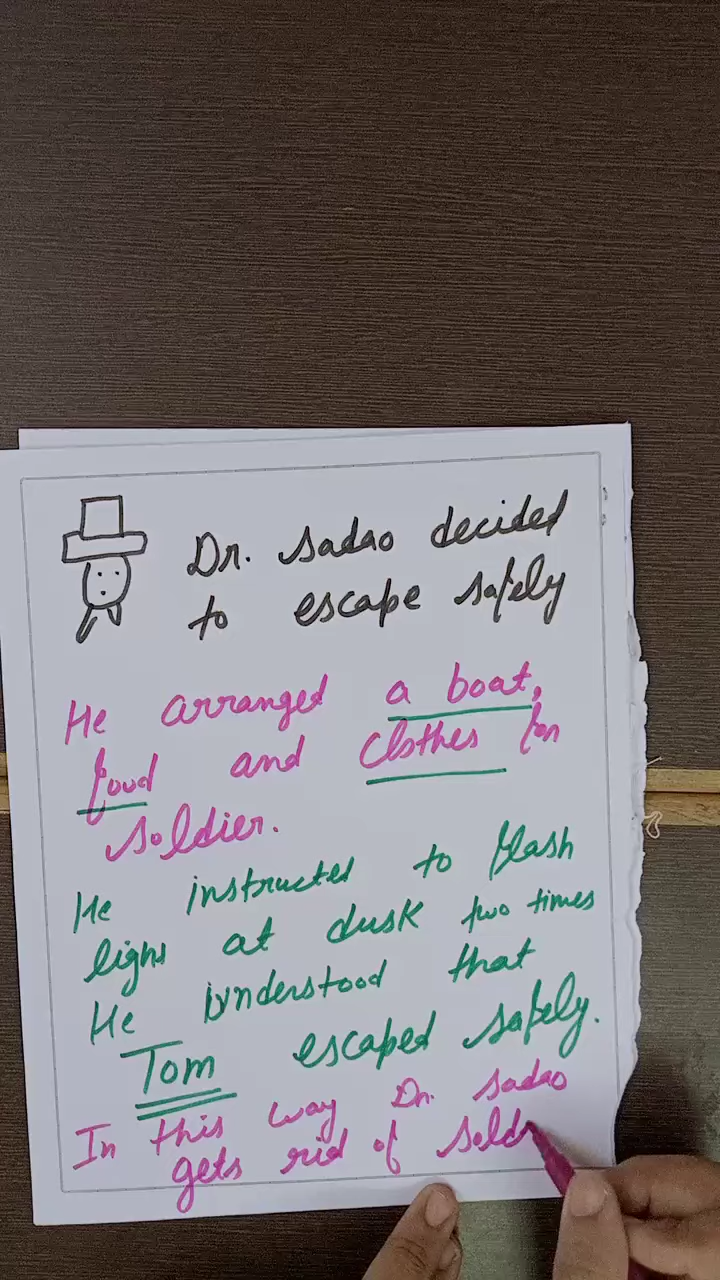 Dr. Sadao decided
to escape safely
He arranged a boat,
food and clothes for
soldier.
He instructed to flash
light at dusk two times
He understood that
Tom escaped safely.
In this way Dr. Sadao
gets rid of sold